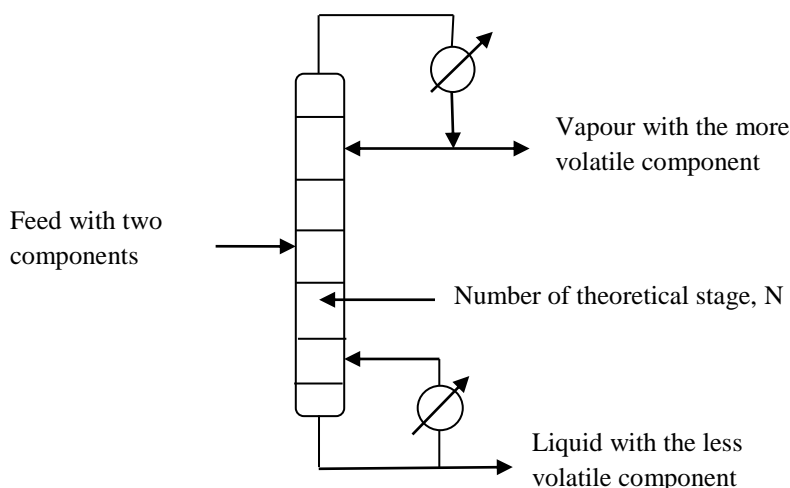 Vapour with the more
volatile component
Feed with two
components
Number of theoretical stage, N
Liquid with the less
volatile component